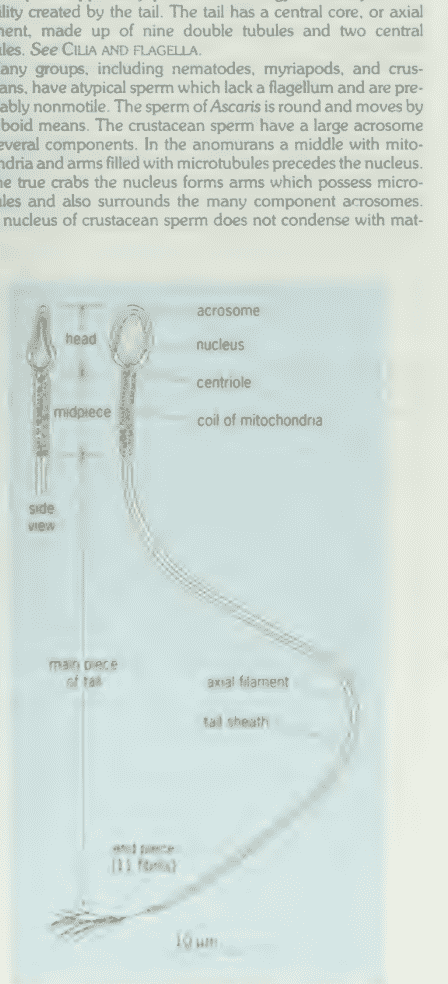 ility created by the tail. The tail has a central core, or axial
ment, made up of nine double tubules and two central
ules. See CILIA AND FLAGELLA.
any groups, including nematodes, myriapods, and crus-
ans, have atypical sperm which lack a flagellum and are pre-
ably nonmotile. The sperm of Ascaris is round and moves by
boid means. The crustacean sperm have a large acrosome
everal components. In the anomurans a middle with mito-
ndria and arms filled with microtubules precedes the nucleus.
he true crabs the nucleus forms arms which possess micro-
ules and also surrounds the many component acrosomes.
nucleus of crustacean sperm does not condense with mat-
acrosome
head
nucleus
centriole
midpiece
coil of mitochondria
side
view
main piece
of tail
axial filament
tail sheath
end piece
(11 fibrils)
10 µm